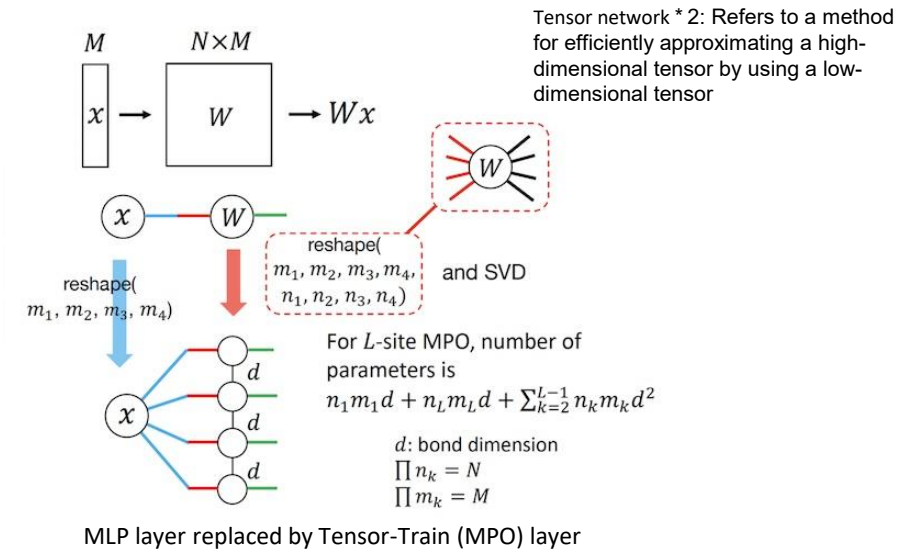 Tensor network * 2: Refers to a method
for efficiently approximating a high-
dimensional tensor by using a low-
dimensional tensor
M
N×M
x
W
Wx
W
x
W
reshape(
m₁, m₂, m₃, m₄,
n₁, n₂, n₃, n₄)
and SVD
reshape(
m₁, m₂, m₃, m₄)
For L-site MPO, number of
parameters is
n₁m₁d + n_Lm_Ld + ∑_{k=2}^{L-1} n_km_kd²
x
d
d
d
d: bond dimension
∏ n_k = N
∏ m_k = M
MLP layer replaced by Tensor-Train (MPO) layer